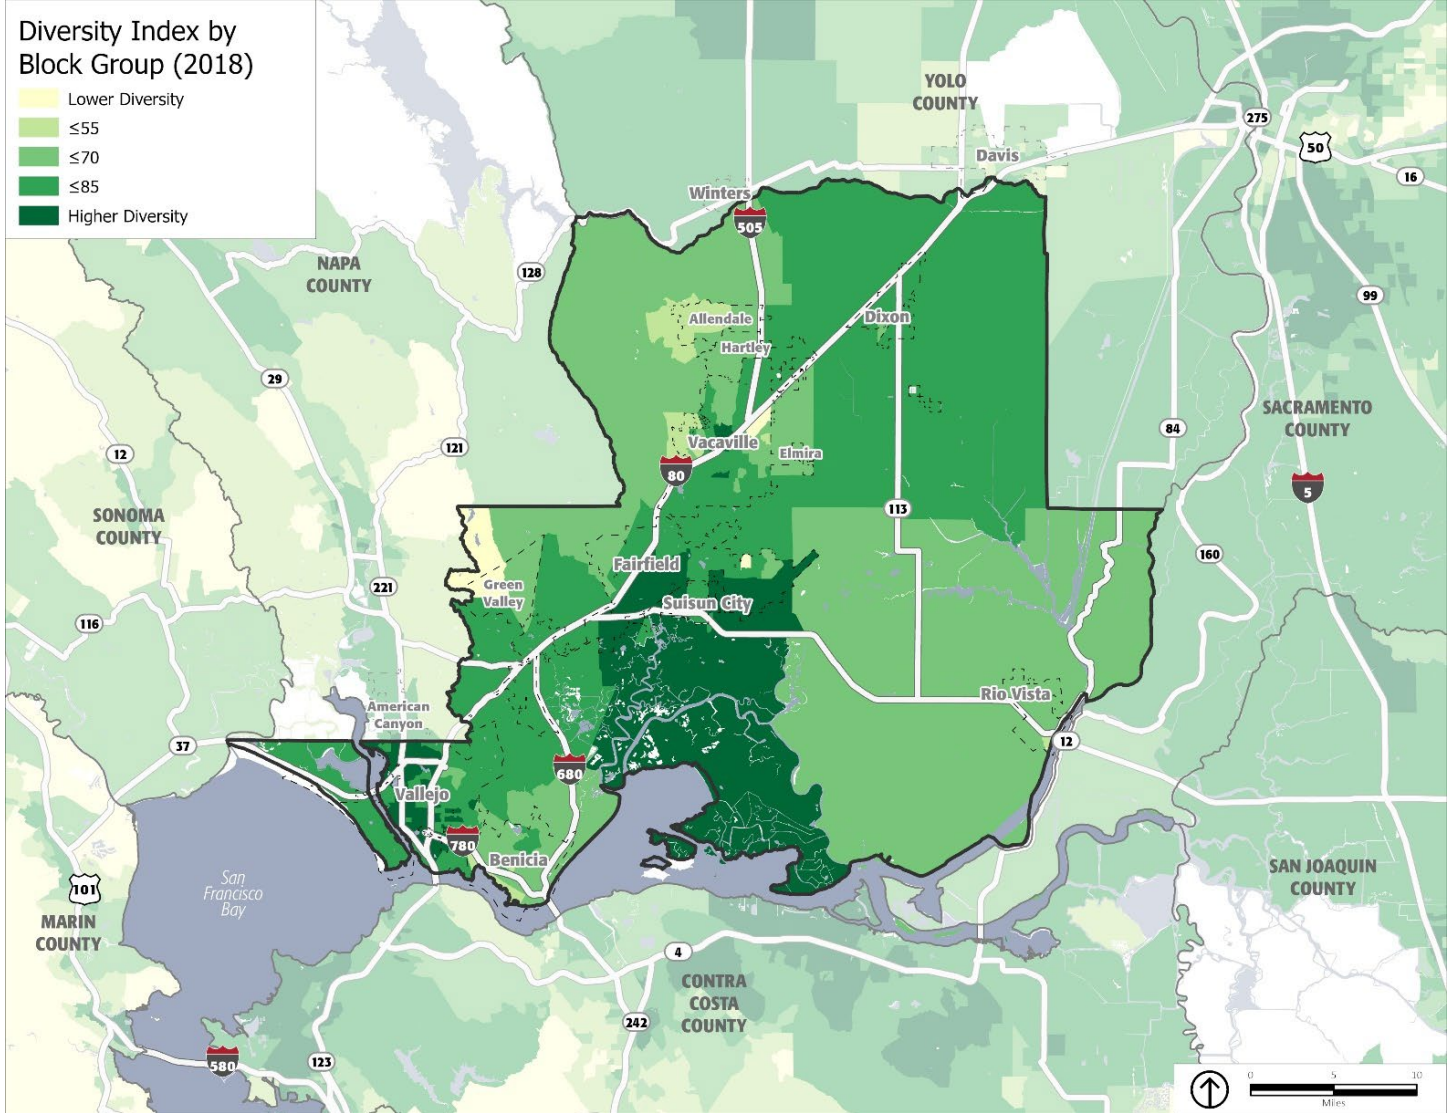 Diversity Index by
Block Group (2018)
Lower Diversity
≤55
≤70
≤85
Higher Diversity
YOLO
COUNTY
275
50
Davis
16
Winters
505
NAPA
COUNTY
128
99
Allendale
Dixon
Hartley
29
SACRAMENTO
COUNTY
84
12
121
Vacaville
Elmira
80
5
113
SONOMA
COUNTY
160
Fairfield
221
Green
Valley
Suisun City
116
Rio Vista
American
Canyon
37
12
680
Vallejo
780
Benicia
San
Francisco
Bay
101
SAN JOAQUIN
COUNTY
MARIN
COUNTY
4
CONTRA
COSTA
COUNTY
242
580
123
0 5 10
Miles